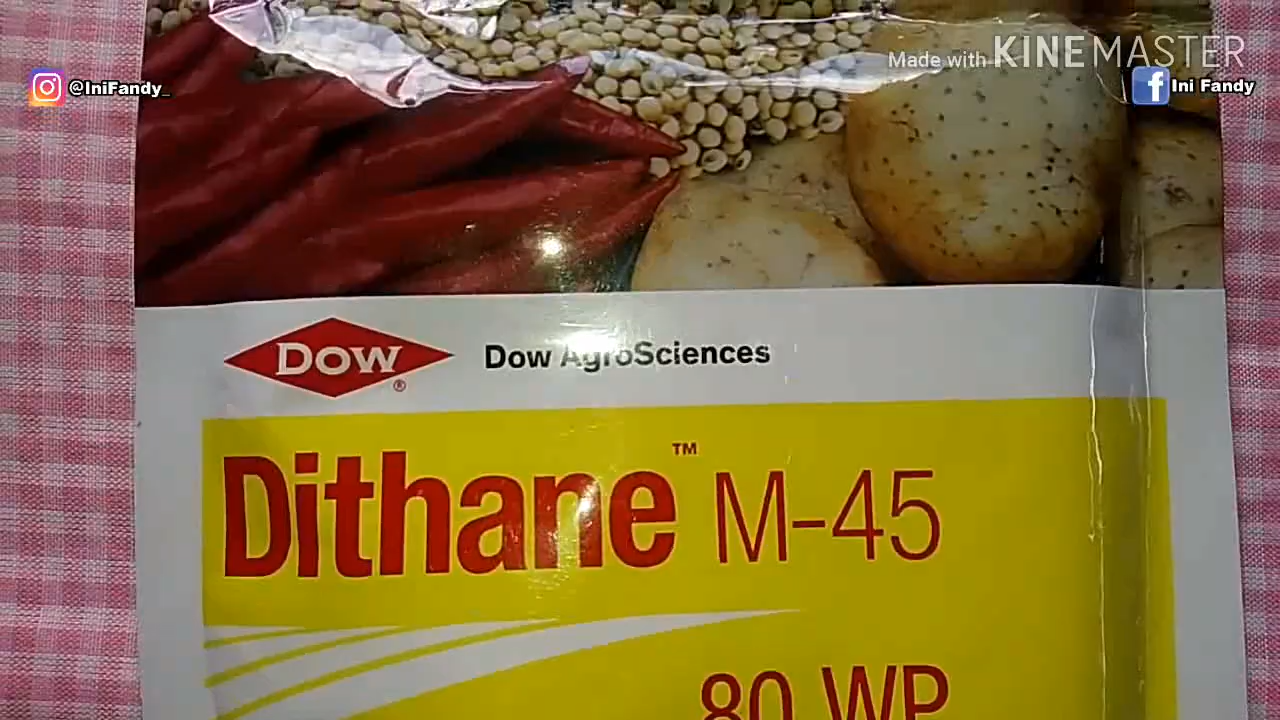 Made with KINEMASTER
@IniFandy_
Ini Fandy
DOW
®
Dow AgroSciences
Dithane™ M-45
80 WP